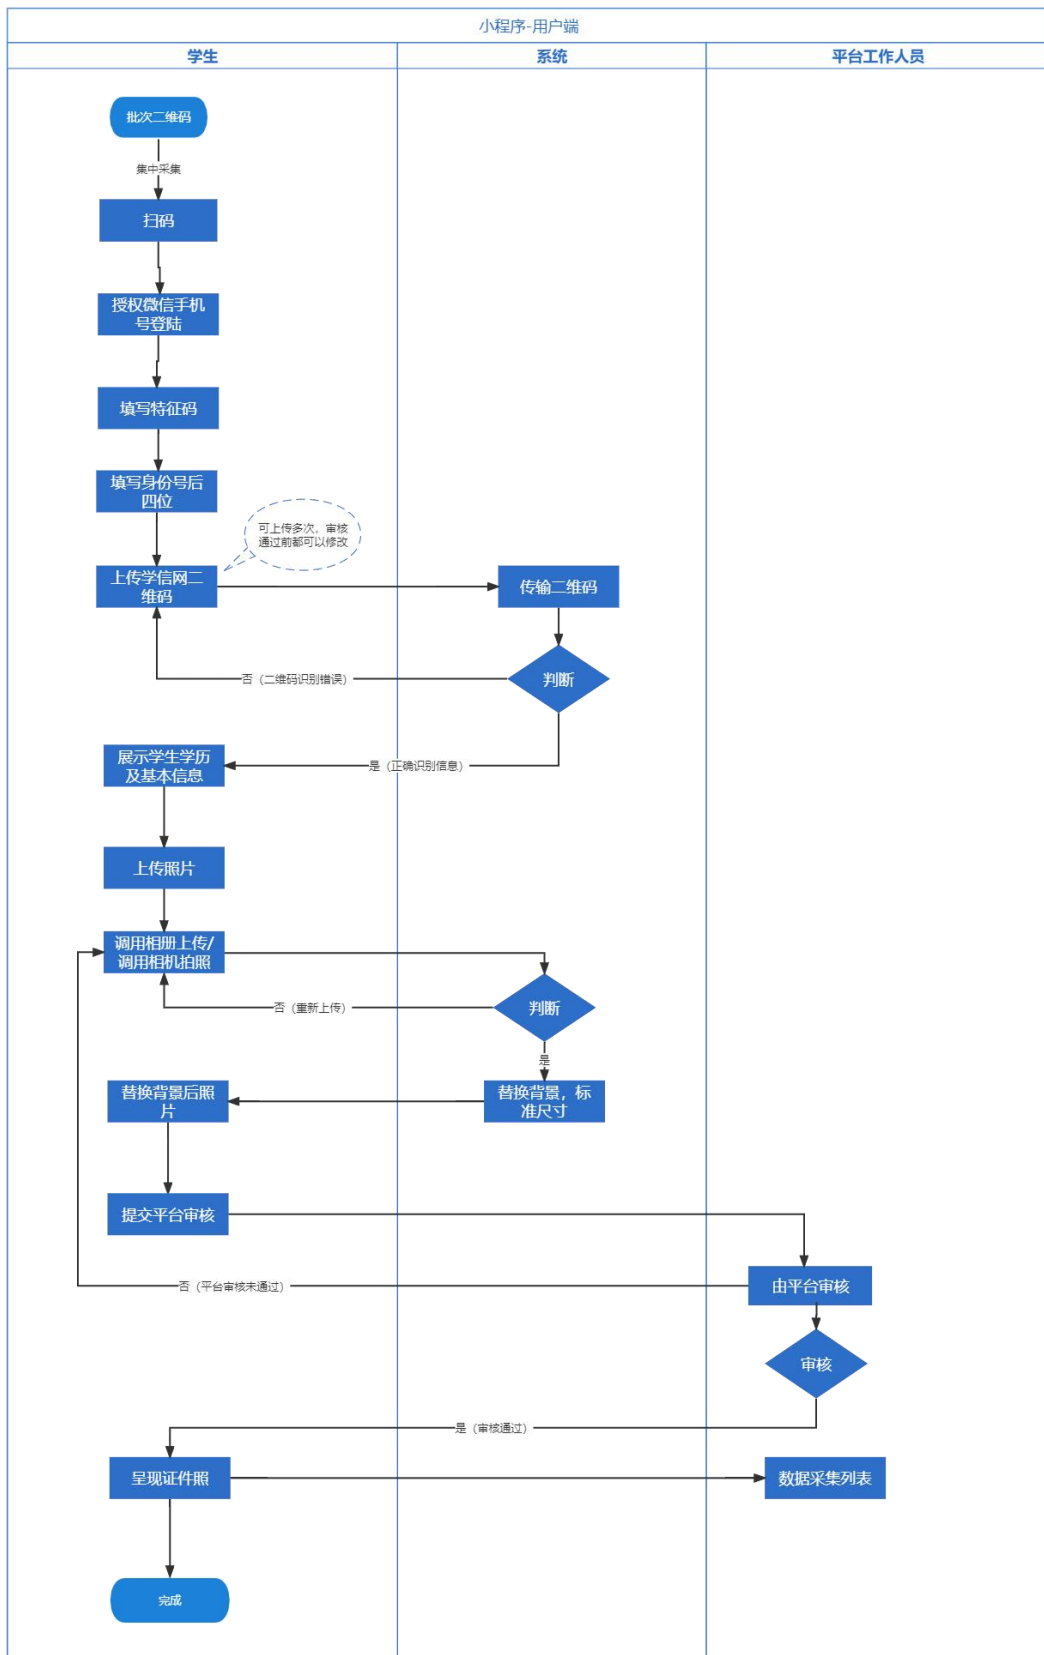 小程序-用户端
学生
系统
平台工作人员
批次二维码
集中采集
扫码
授权微信手机
号登陆
填写特征码
填写身份号后
四位
可上传多次，审核
通过前都可以修改
上传学信网二
维码
传输二维码
判断
否（二维码识别错误）
展示学生学历
及基本信息
是（正确识别信息）
上传照片
调用相册上传/
调用相机拍照
否（重新上传）
判断
是
替换背景后照
片
替换背景，标
准尺寸
提交平台审核
否（平台审核未通过）
由平台审核
审核
是（审核通过）
呈现证件照
数据采集列表
完成